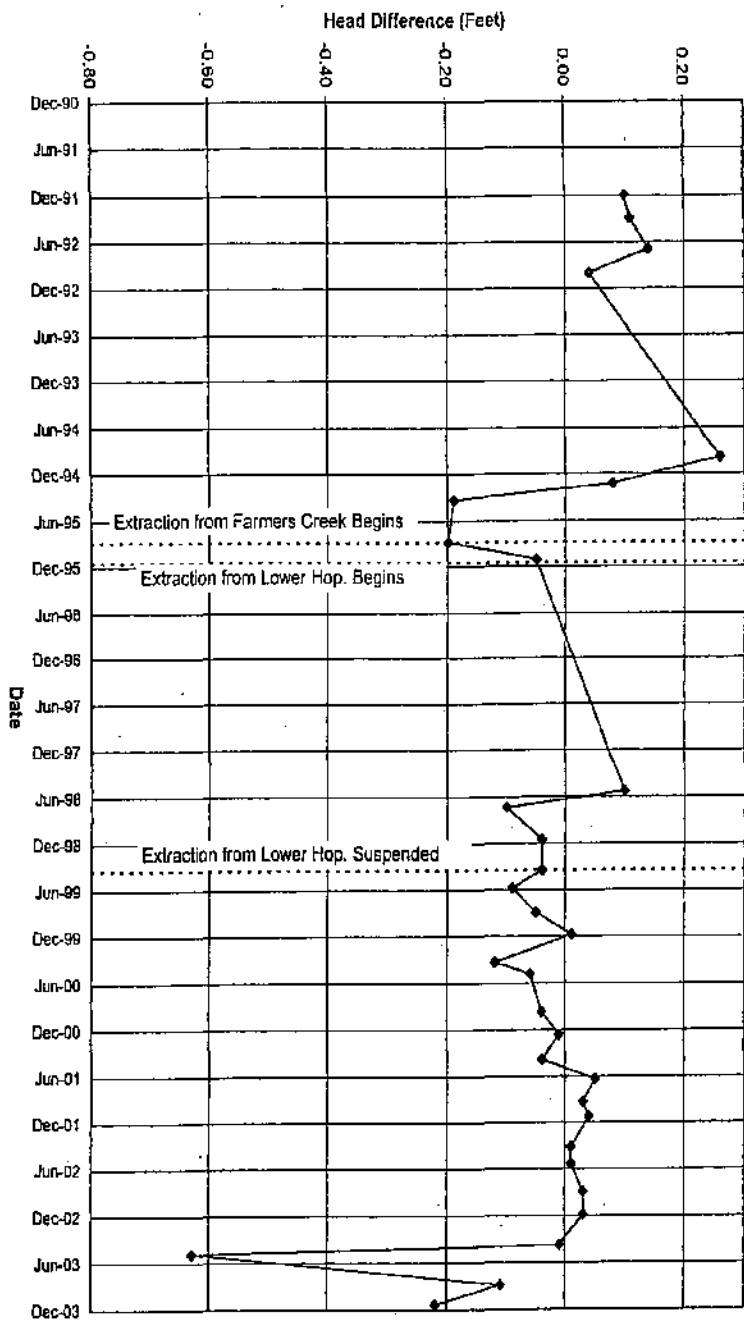 Head Difference (Feet)
-0.80
-0.60
-0.40
-0.20
0.00
0.20
Dec-90
Jun-91
Dec-91
Jun-92
Dec-92
Jun-93
Dec-93
Jun-94
Dec-94
Jun-95
Dec-95
Jun-96
Dec-96
Jun-97
Dec-97
Jun-98
Dec-98
Jun-99
Dec-99
Jun-00
Dec-00
Jun-01
Dec-01
Jun-02
Dec-02
Jun-03
Dec-03
Date
Extraction from Farmers Creek Begins
Extraction from Lower Hop. Begins
Extraction from Lower Hop. Suspended